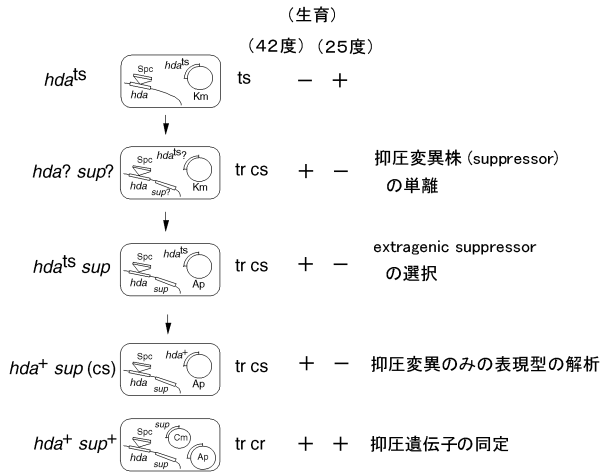 （生育）
（42度） （25度）
hdats Spc hda hdats Km ts − +
hda? sup? Spc hda sup? hdats? Km tr cs + − 抑圧変異株 (suppressor)
の単離
hdats sup Spc hda sup hdats Ap tr cs + − extragenic suppressor
の選択
hda+ sup (cs) Spc hda sup hda+ Ap tr cs + − 抑圧変異のみの表現型の解析
hda+ sup+ Spc hda sup sup Cm Ap tr cr + + 抑圧遺伝子の同定